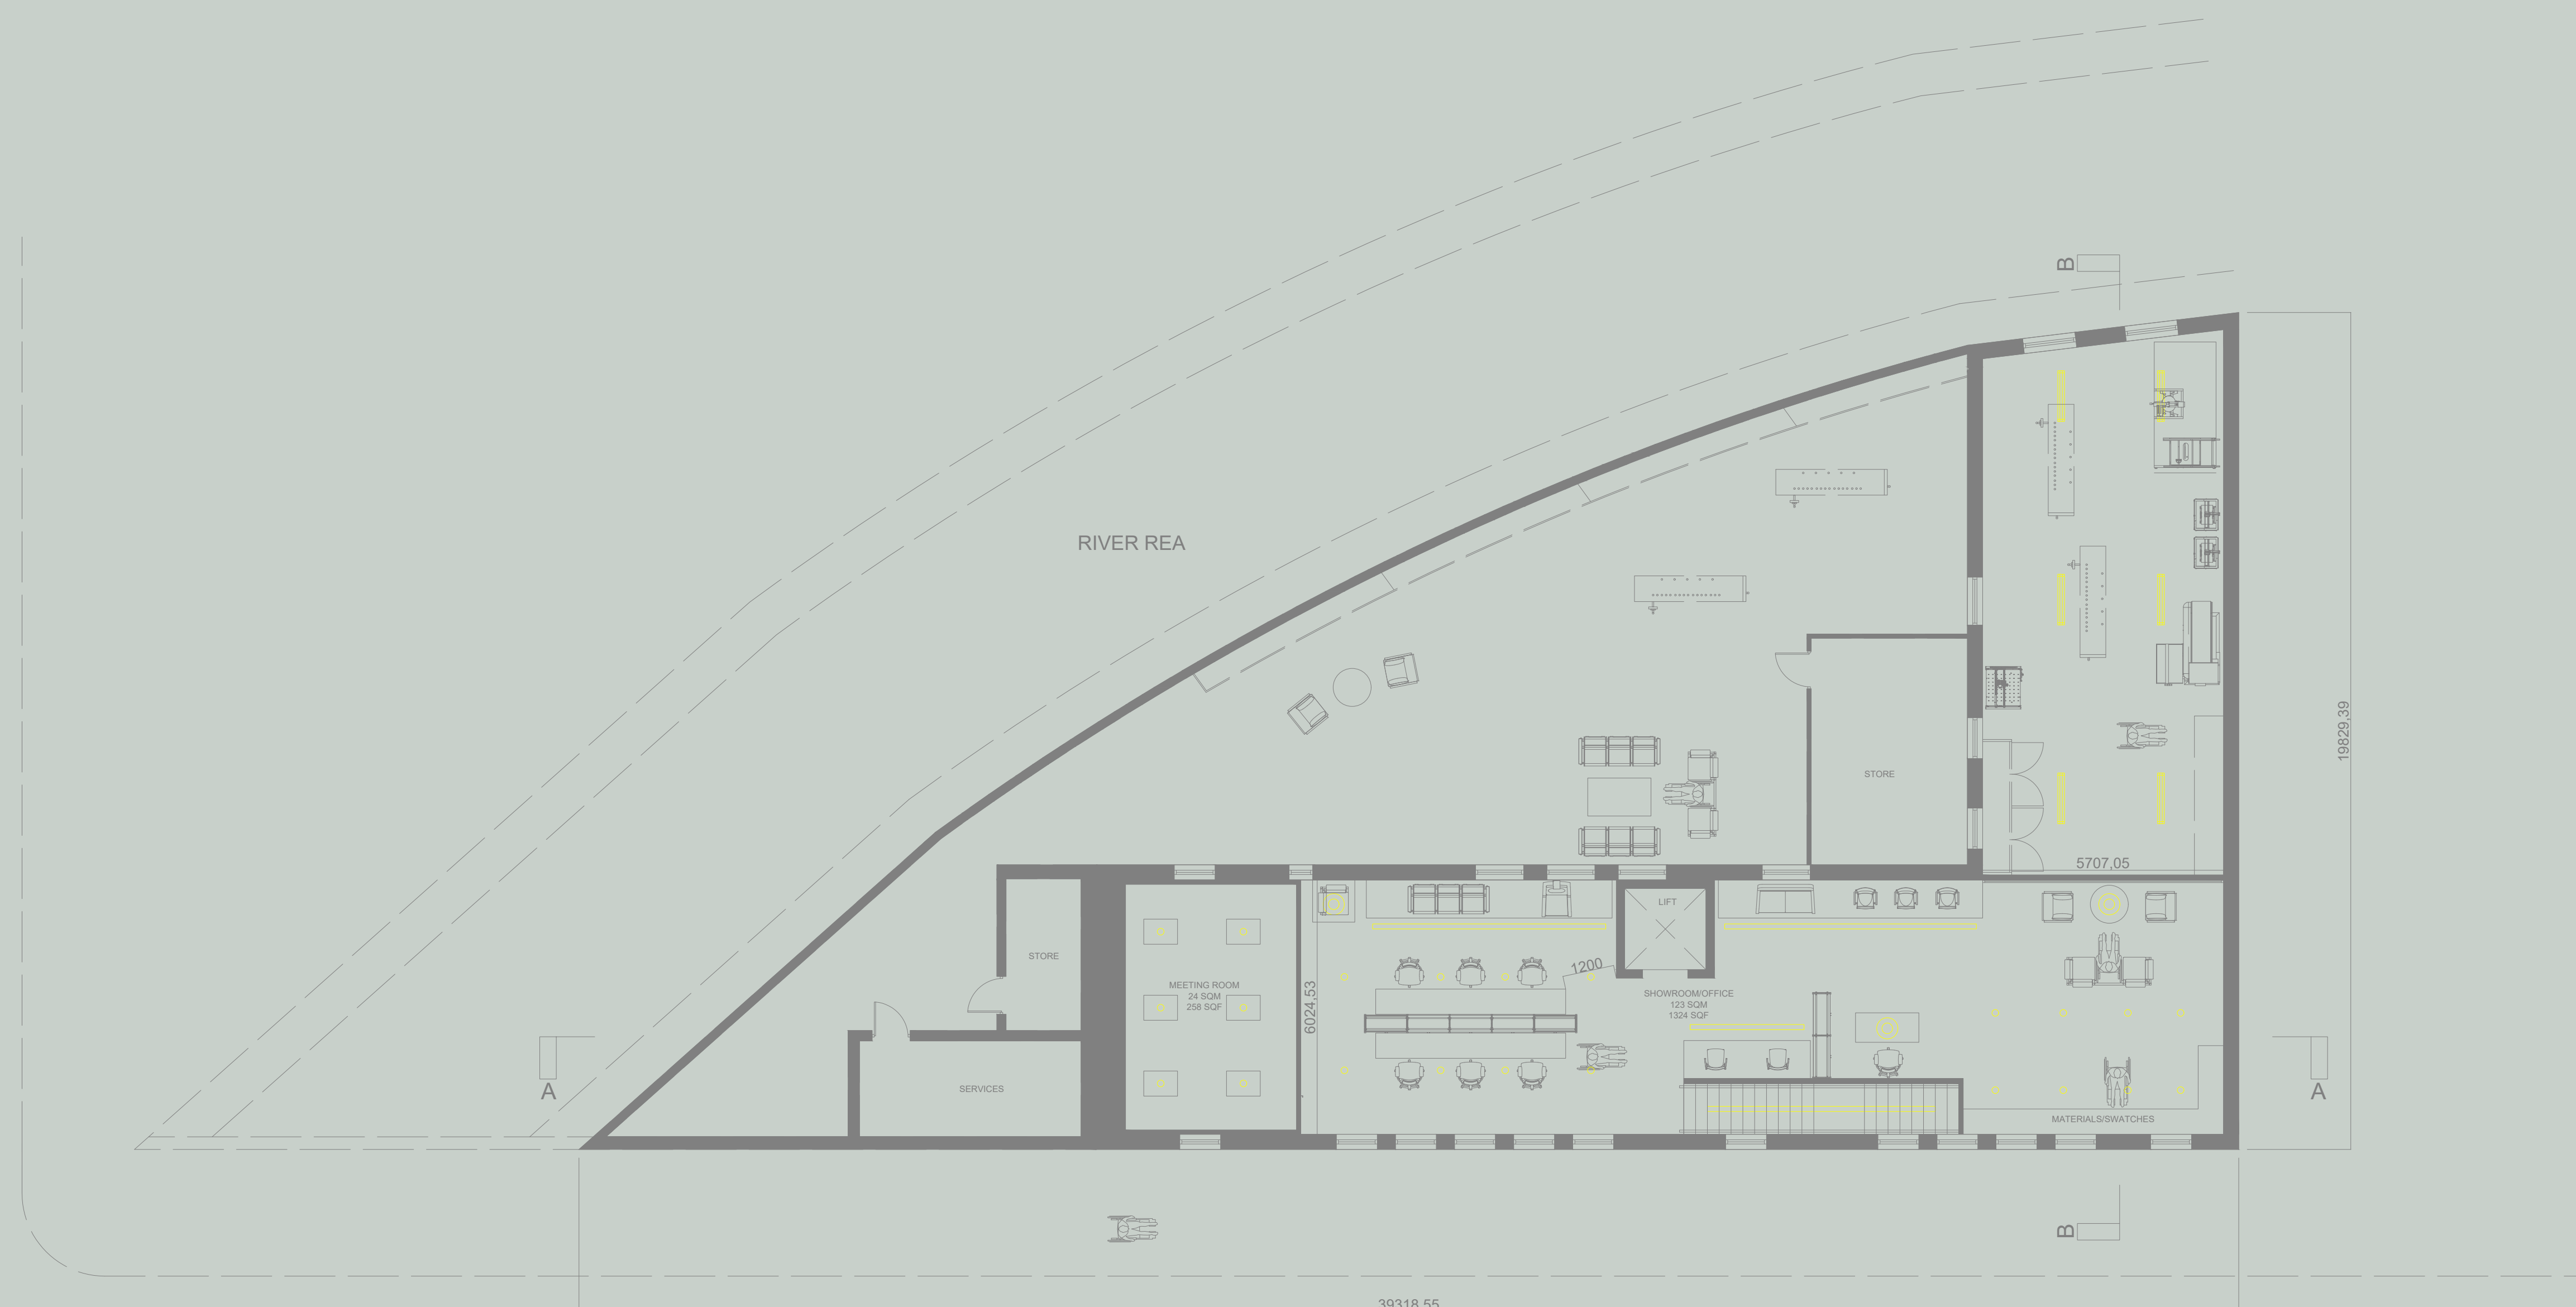 B
RIVER REA
19829,39
STORE
5707,05
LIFT
STORE
1200
MEETING ROOM
24 SQM
258 SQF
6024,53
SHOWROOM/OFFICE
123 SQM
1324 SQF
A
SERVICES
A
MATERIALS/SWATCHES
B
39318,55